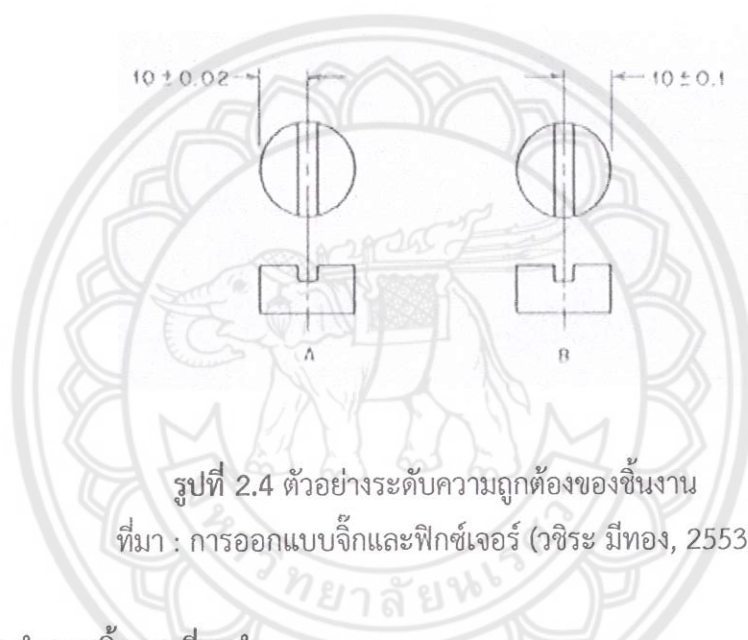 10 ± 0.02
10 ± 0.1
A
B
รูปที่ 2.4 ตัวอย่างระดับความถูกต้องของชิ้นงาน
ที่มา : การออกแบบจิ๊กและฟิกซ์เจอร์ (วชิระ มีทอง, 2553